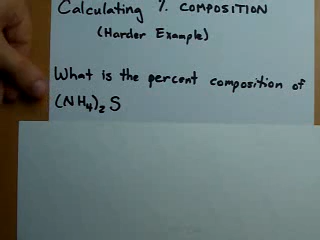 Calculating % COMPOSITION
(Harder Example)
What is the percent composition of
(NH₄)₂ S